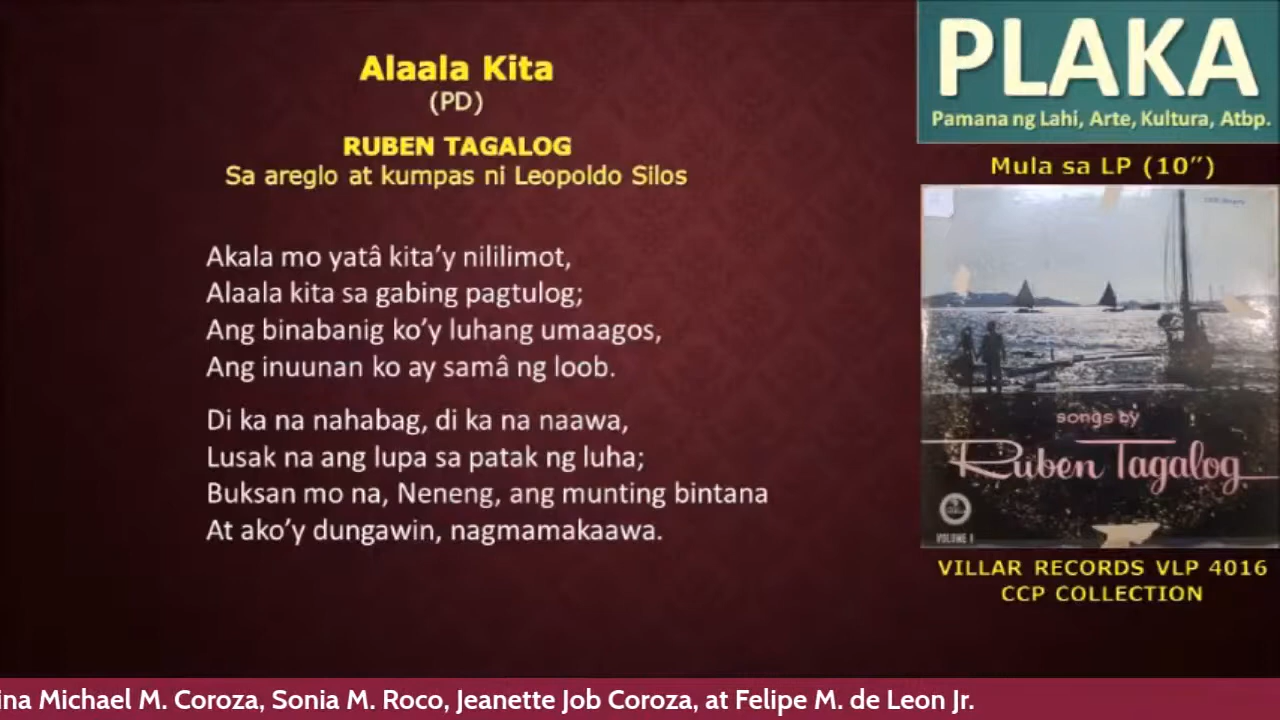 Alaala Kita
(PD)
RUBEN TAGALOG
Sa areglo at kumpas ni Leopoldo Silos
Akala mo yatâ kita’y nililimot,
Alaala kita sa gabing pagtulog;
Ang binabanig ko’y luhang umaagos,
Ang inuunan ko ay samâ ng loob.
Di ka na nahabag, di ka na naawa,
Lusak na ang lupa sa patak ng luha;
Buksan mo na, Neneng, ang munting bintana
At ako’y dungawin, nagmamakaawa.
PLAKA
Pamana ng Lahi, Arte, Kultura, Atbp.
Mula sa LP (10”)
songs by
Ruben Tagalog
VOLUME 1
VILLAR RECORDS VLP 4016
CCP COLLECTION
ina Michael M. Coroza, Sonia M. Roco, Jeanette Job Coroza, at Felipe M. de Leon Jr.